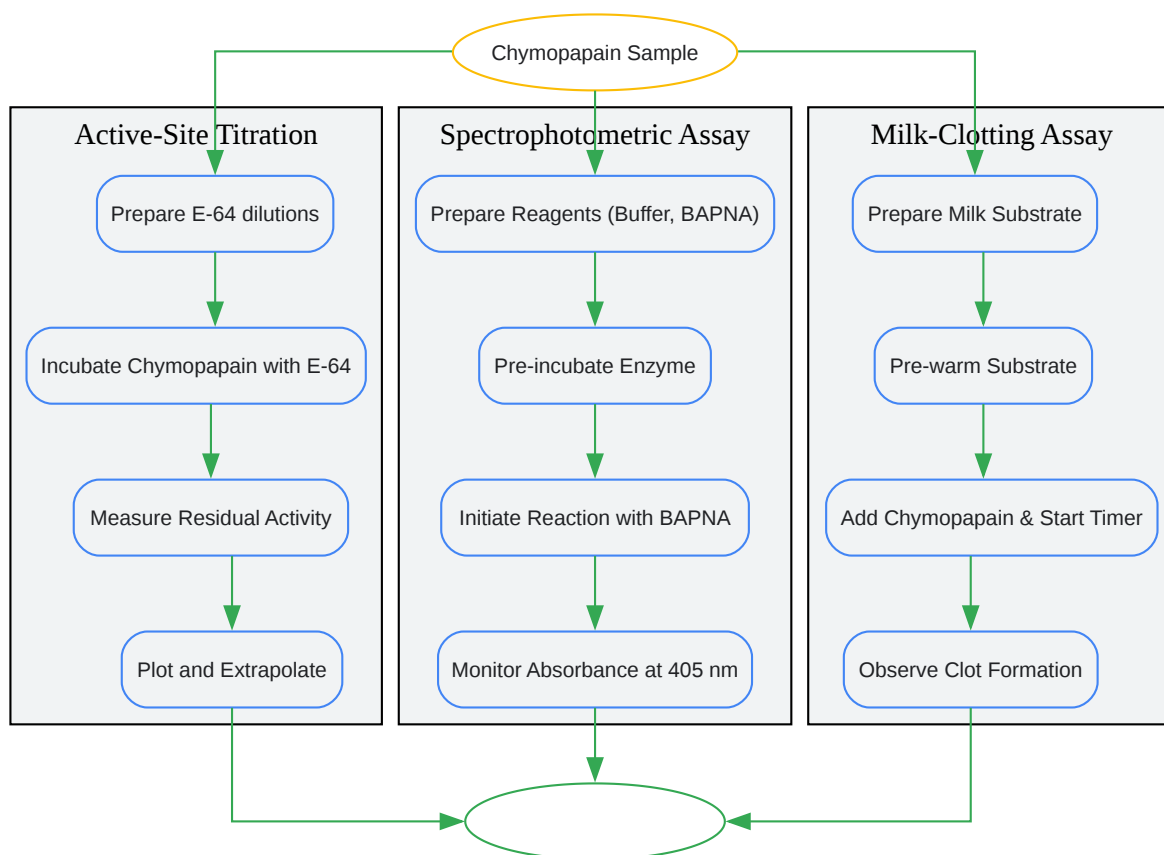 Chymopapain Sample
Active-Site Titration
Prepare E-64 dilutions
Incubate Chymopapain with E-64
Measure Residual Activity
Plot and Extrapolate
Spectrophotometric Assay
Prepare Reagents (Buffer, BAPNA)
Pre-incubate Enzyme
Initiate Reaction with BAPNA
Monitor Absorbance at 405 nm
Milk-Clotting Assay
Prepare Milk Substrate
Pre-warm Substrate
Add Chymopapain & Start Timer
Observe Clot Formation